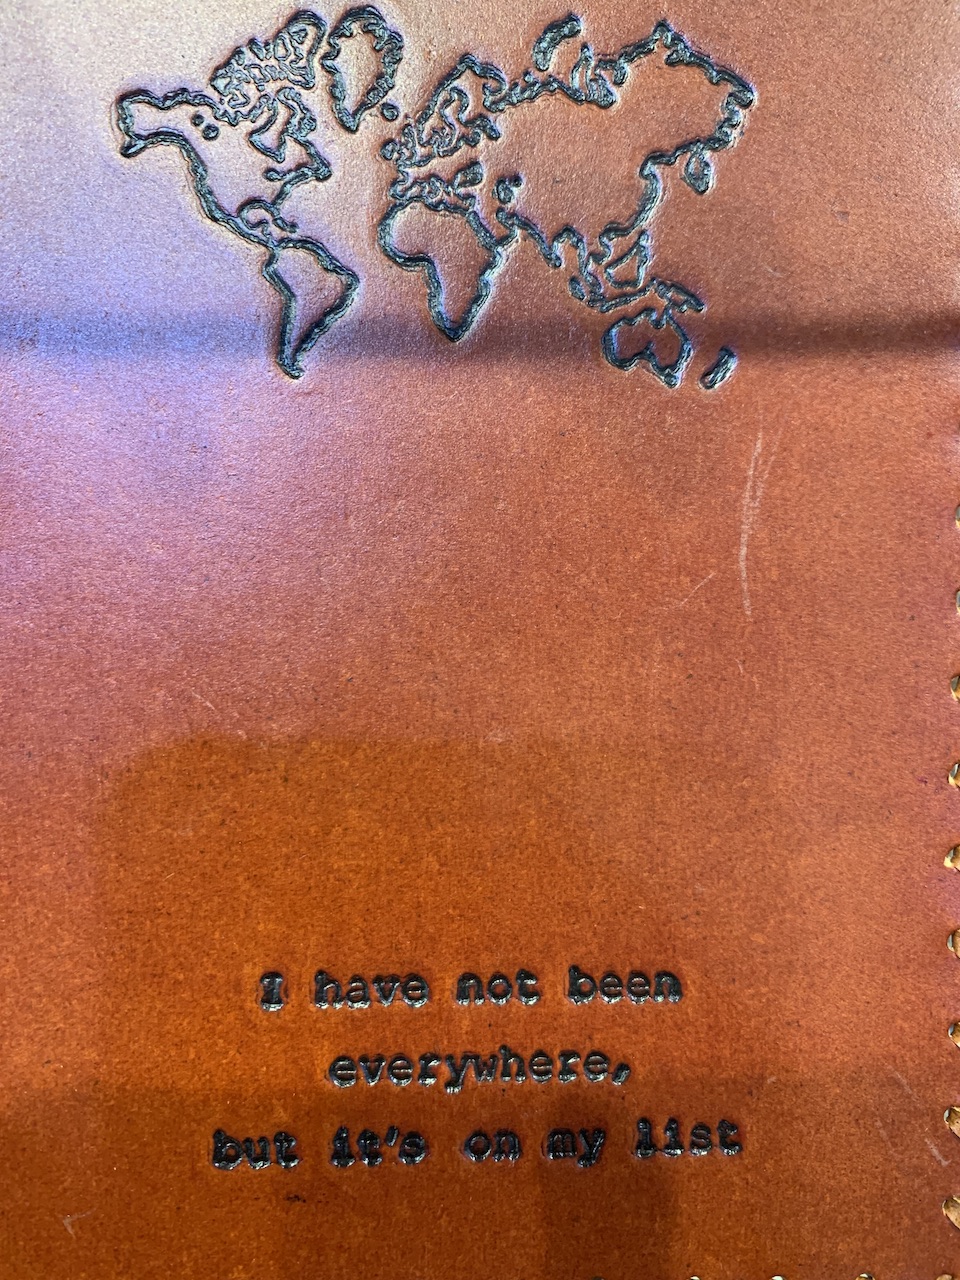 I have not been
everywhere,
but it's on my list